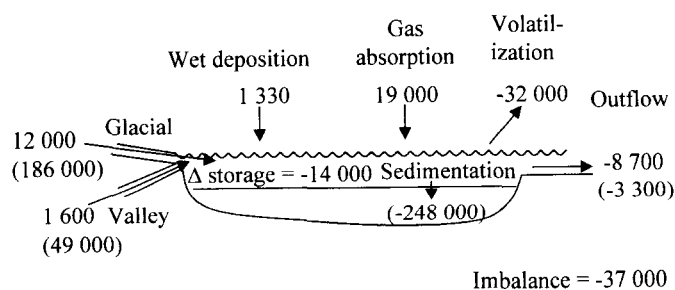 Gas
absorption
Volatil-
ization
Wet deposition
1 330
19 000
-32 000
Outflow
Glacial
12 000
(186 000)
Δ storage = -14 000 Sedimentation
-8 700
(-3 300)
1 600 Valley
(49 000)
(-248 000)
Imbalance = -37 000